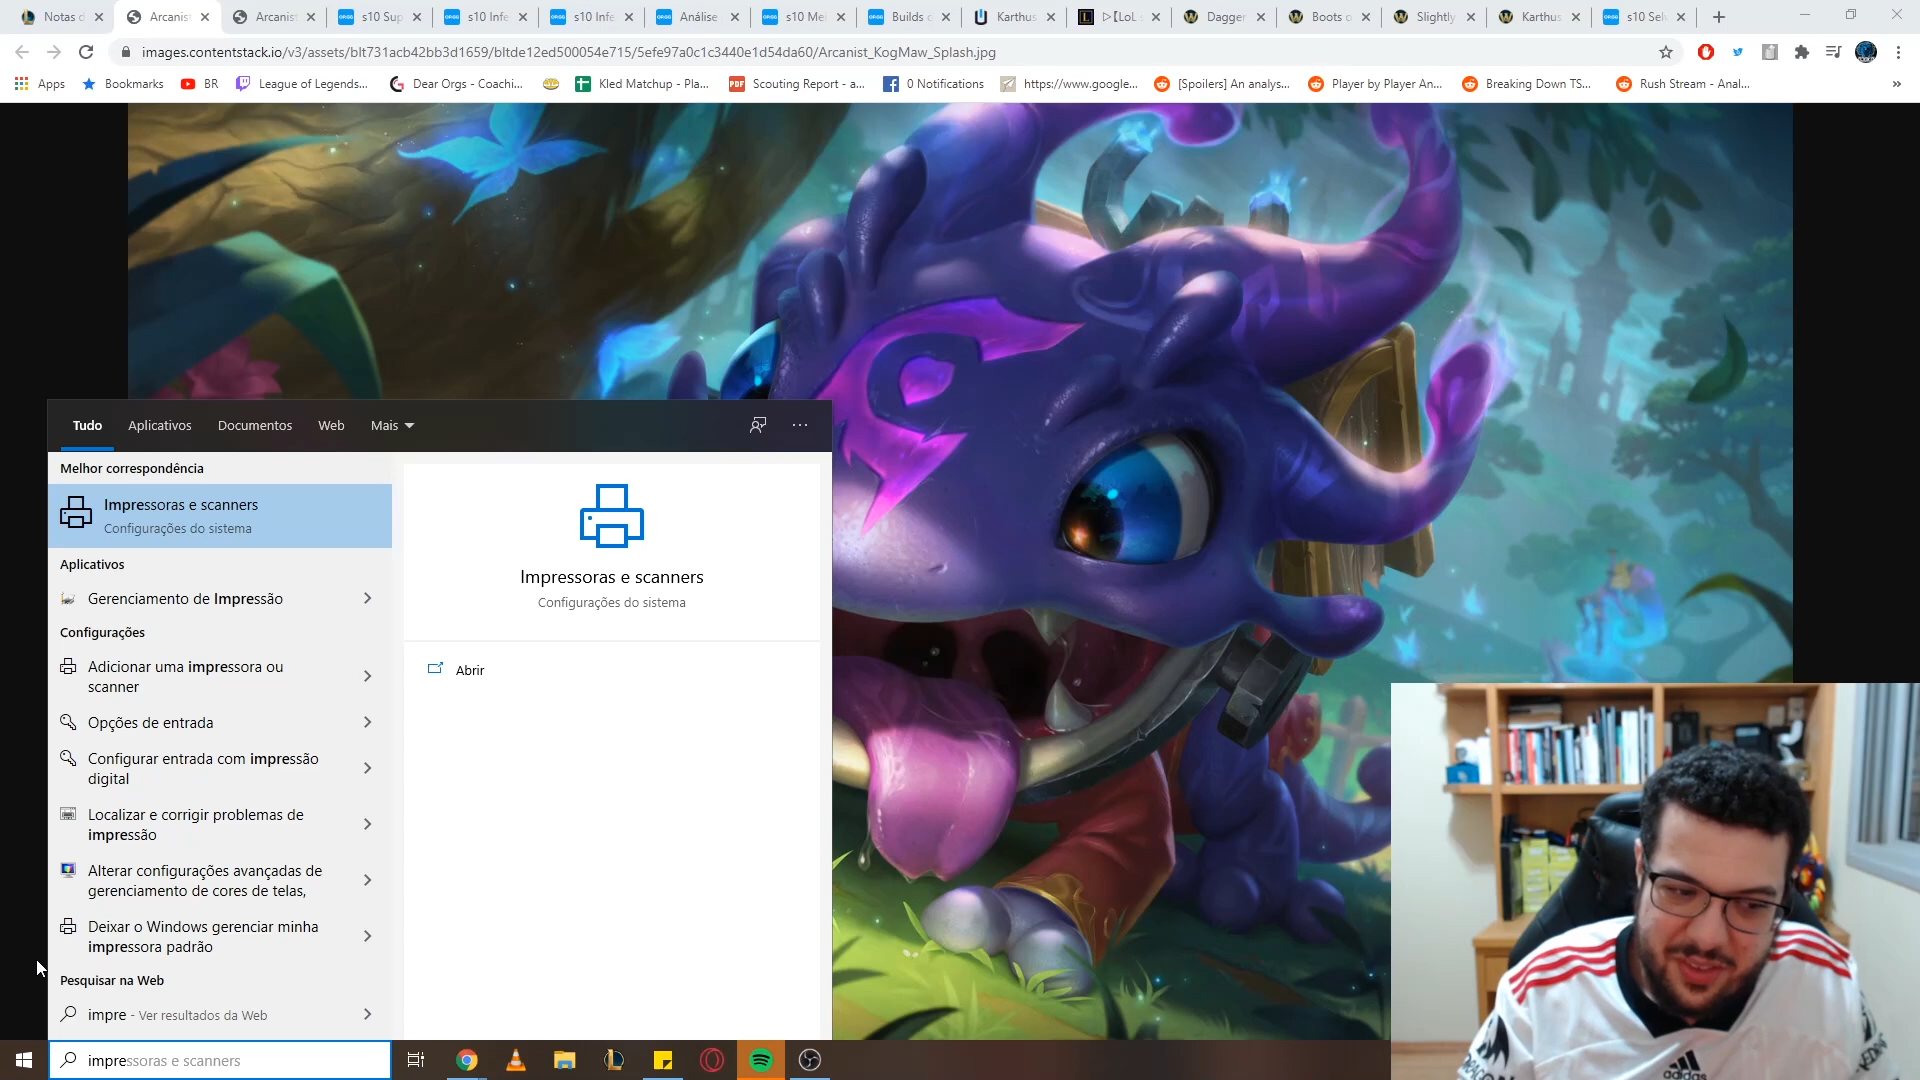 Notas d
Arcanist
Arcanist
s10 Sup
s10 Infe
s10 Infe
Análise
s10 Me
Builds c
Karthus
LoL s
Dagger
Boots o
Slightly
Karthus
s10 Sel
images.contentstack.io/v3/assets/blt731acb42bb3d1659/bltde12ed500054e715/5efe97a0c1c3440e1d54da60/Arcanist_KogMaw_Splash.jpg
Apps
Bookmarks
BR
League of Legends...
Dear Orgs - Coachi...
Kled Matchup - Pla...
Scouting Report - a...
0 Notifications
https://www.google...
[Spoilers] An analys...
Player by Player An...
Breaking Down TS...
Rush Stream - Anal...
»
Tudo
Aplicativos
Documentos
Web
Mais
Melhor correspondência
Impressoras e scanners
Configurações do sistema
Aplicativos
Gerenciamento de Impressão
Configurações
Adicionar uma impressora ou
scanner
Opções de entrada
Configurar entrada com impressão
digital
Localizar e corrigir problemas de
impressão
Alterar configurações avançadas de
gerenciamento de cores de telas,
Deixar o Windows gerenciar minha
impressora padrão
Pesquisar na Web
impre - Ver resultados da Web
impressoras e scanners
Impressoras e scanners
Configurações do sistema
Abrir
adidas